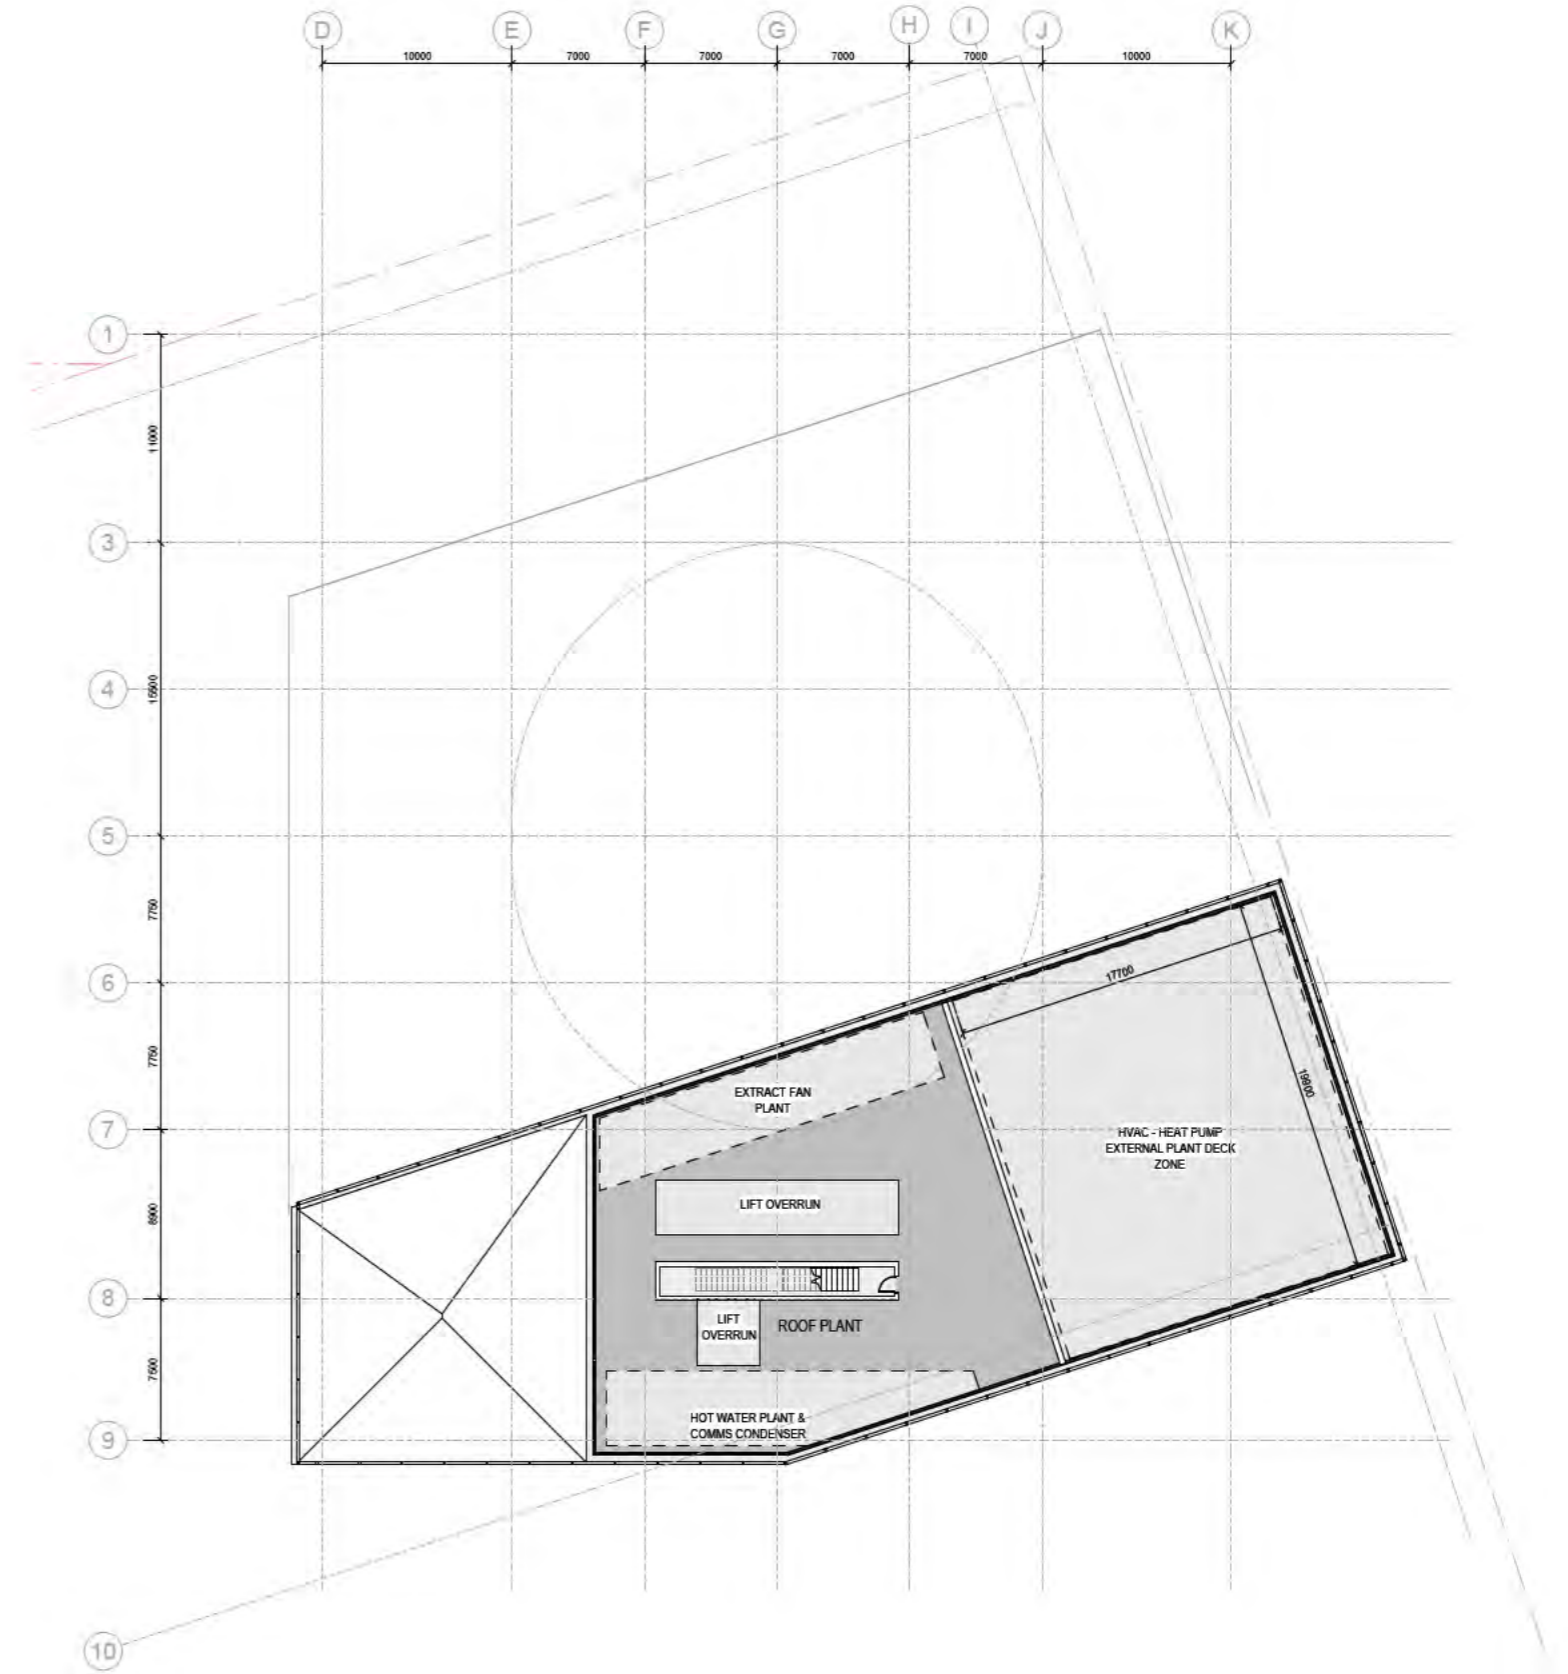 D E F G H I J K
10000 7000 7000 7000 7000 10000
1
11000
3
4
15500
5
7750
6
17700
7750
19900
EXTRACT FAN
PLANT
7
HVAC - HEAT PUMP
EXTERNAL PLANT DECK
ZONE
LIFT OVERRUN
8900
8
LIFT
OVERRUN
ROOF PLANT
7500
HOT WATER PLANT &
COMMS CONDENSER
9
10